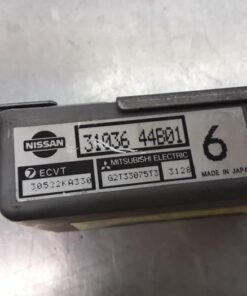 NISSAN 31036 44B01 6
ECVT MITSUBISHI ELECTRIC
30522KA330 G2T33075T3 3128 MADE IN JAPAN